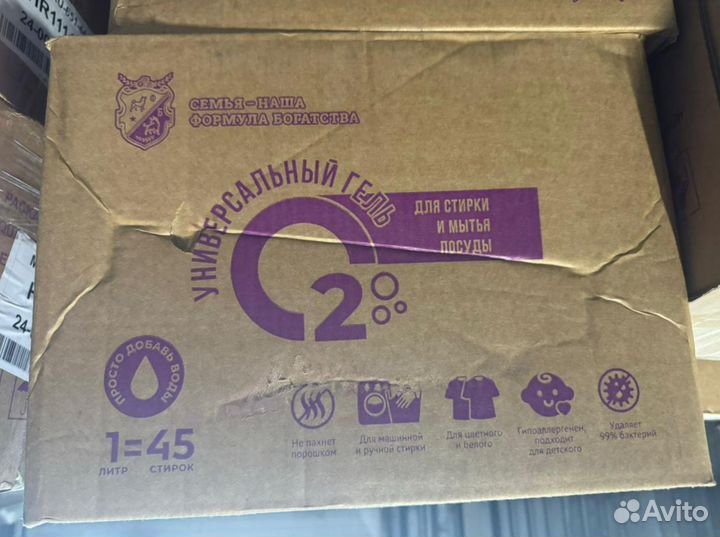 СЕМЬЯ-НАША
ФОРМУЛА БОГАТСТВА
УНИВЕРСАЛЬНЫЙ ГЕЛЬ
ДЛЯ СТИРКИ
И МЫТЬЯ
ПОСУДЫ
O2
ПРОСТО ДОБАВЬ ВОДЫ
1=45
ЛИТР СТИРОК
Не пахнет
порошком
Для машинной
и ручной стирки
Для цветного
и белого
Гипоаллергенен,
подходит
для детского
Удаляет
99% бактерий
Avito